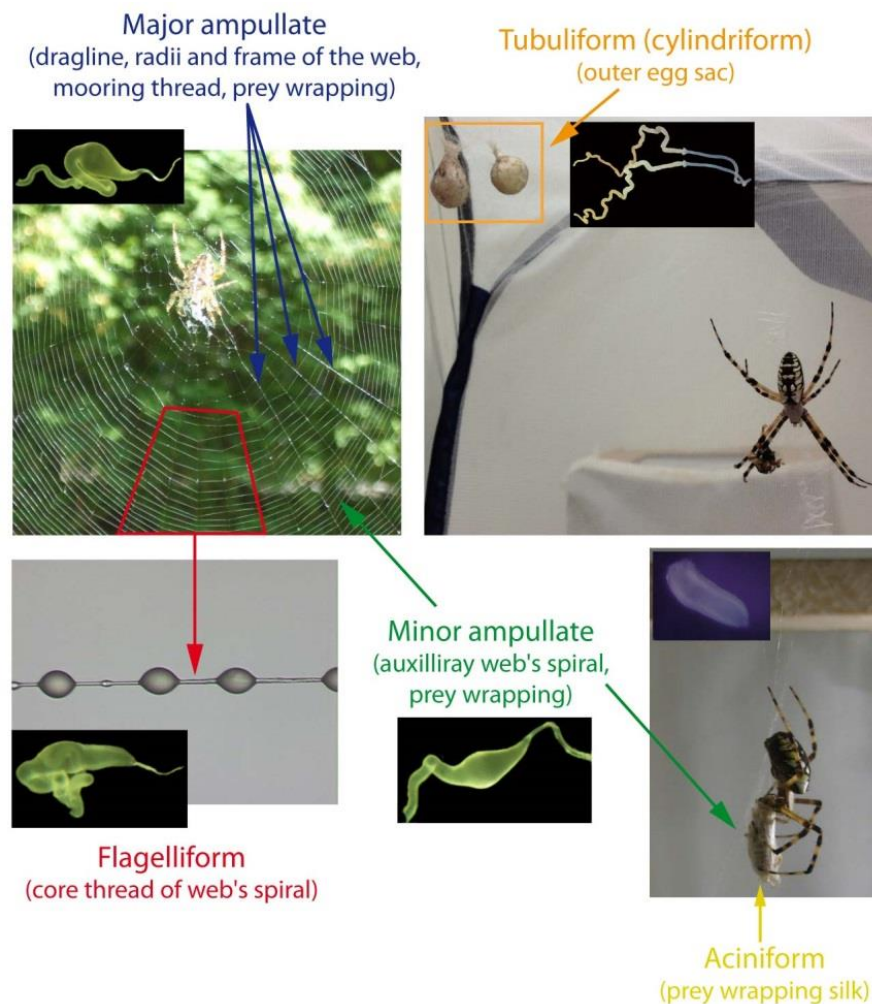 Major ampullate
(dragline, radii and frame of the web,
mooring thread, prey wrapping)
Tubuliform (cylindriform)
(outer egg sac)
Minor ampullate
(auxilliray web's spiral,
prey wrapping)
Flagelliform
(core thread of web's spiral)
Aciniform
(prey wrapping silk)